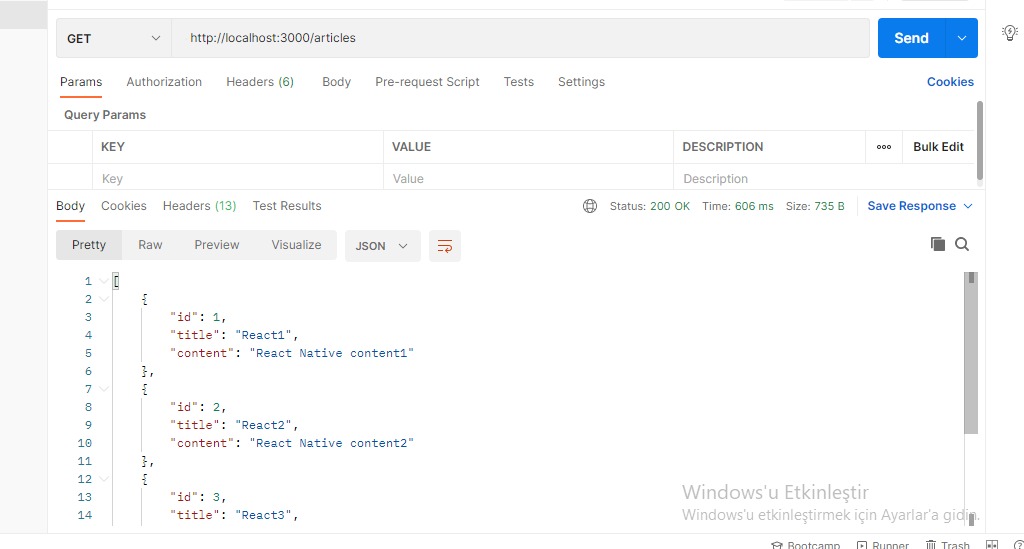 GET http://localhost:3000/articles Send
Params Authorization Headers (6) Body Pre-request Script Tests Settings Cookies
Query Params
KEY VALUE DESCRIPTION ooo Bulk Edit
Key Value Description
Body Cookies Headers (13) Test Results Status: 200 OK Time: 606 ms Size: 735 B Save Response
Pretty Raw Preview Visualize JSON
1 [
2 {
3 "id": 1,
4 "title": "React1",
5 "content": "React Native content1"
6 },
7 {
8 "id": 2,
9 "title": "React2",
10 "content": "React Native content2"
11 },
12 {
13 "id": 3,
14 "title": "React3",
Windows'u Etkinleştir
Windows'u etkinleştirmek için Ayarlar'a gidin.
Bootcamp Runner Trash